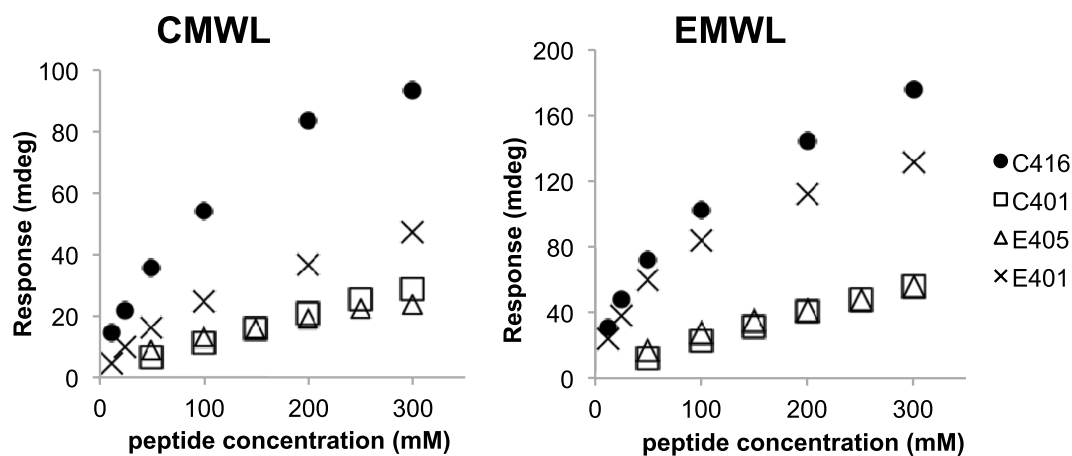 CMWL
100
80
60
40
20
0
Response (mdeg)
0 100 200 300
peptide concentration (mM)
EMWL
200
160
120
80
40
0
Response (mdeg)
0 100 200 300
peptide concentration (mM)
C416
C401
E405
E401